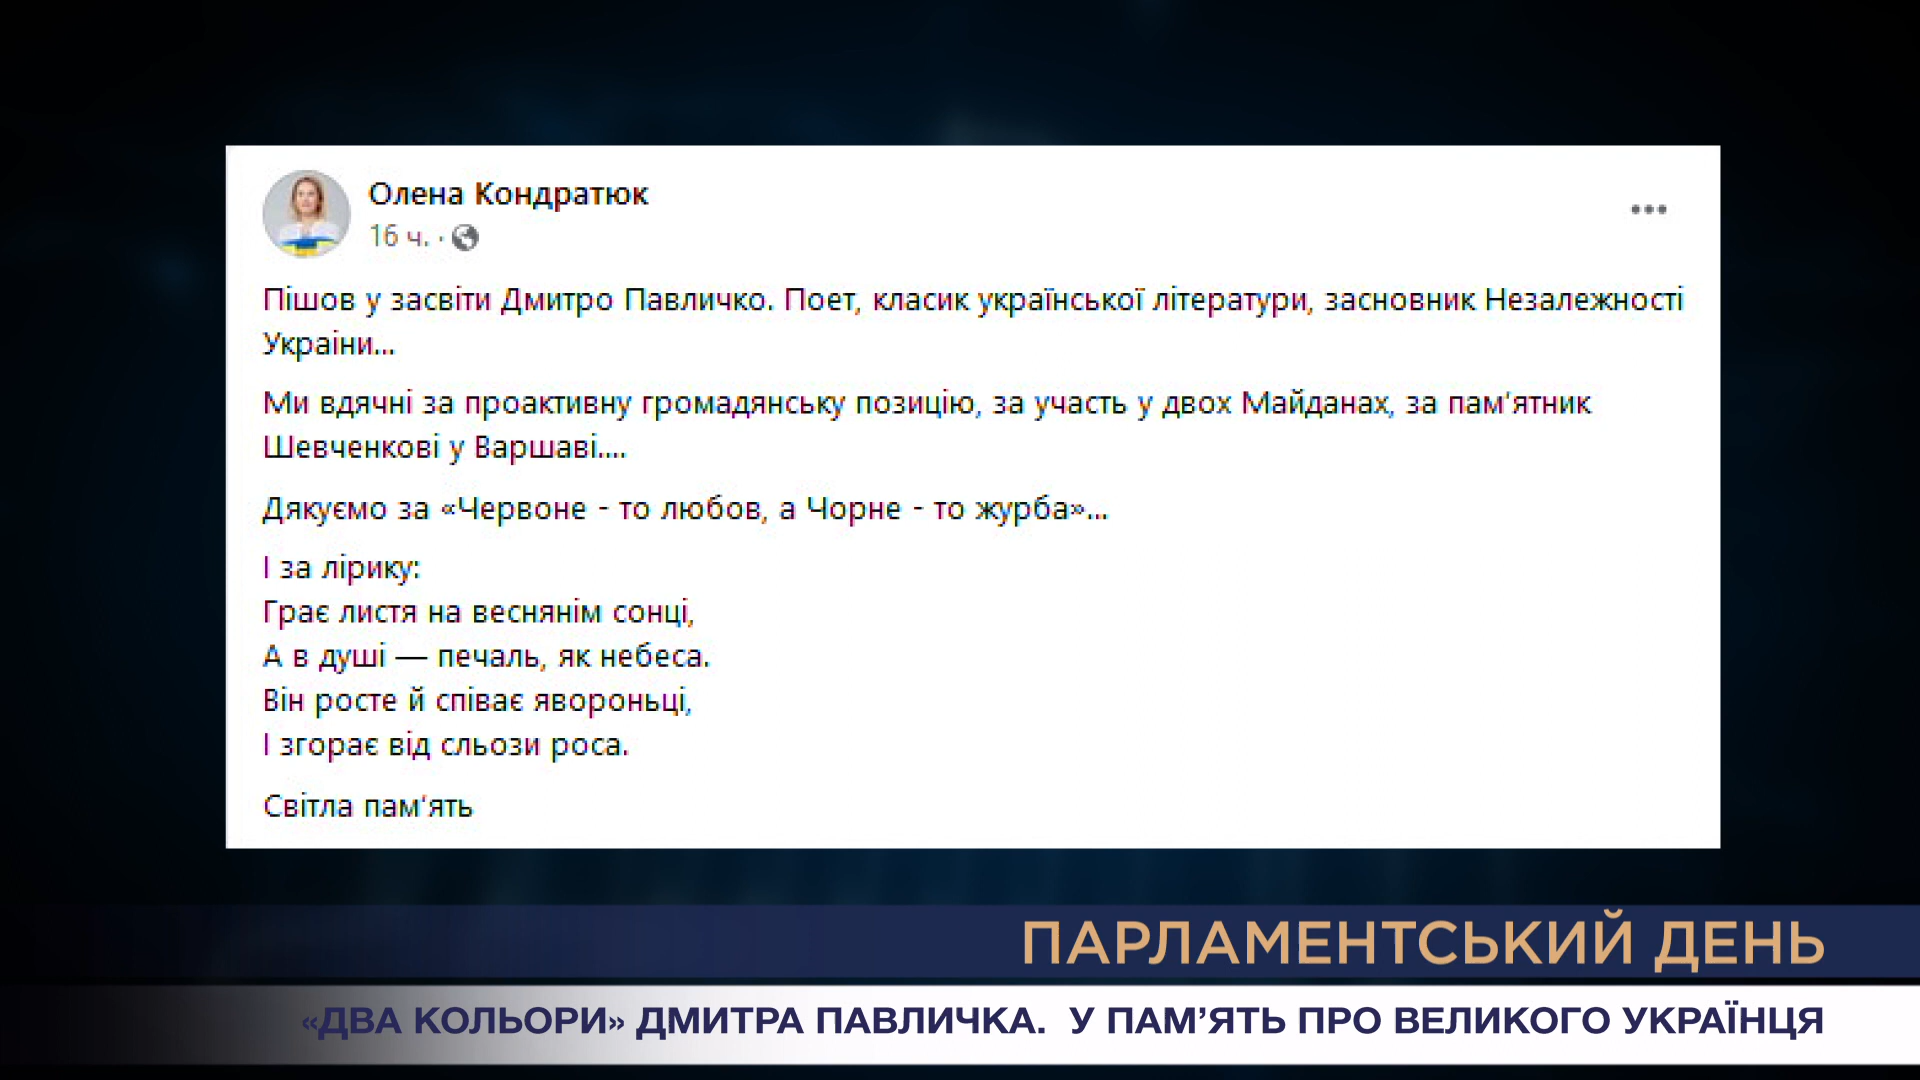 Олена Кондратюк
16 ч. ·
Пішов у засвіти Дмитро Павличко. Поет, класик української літератури, засновник Незалежності
Украіни...
Ми вдячні за проактивну громадянську позицію, за участь у двох Майданах, за пам'ятник
Шевченкові у Варшаві....
Дякуємо за «Червоне - то любов, а Чорне - то журба»...
І за лірику:
Грає листя на веснянім сонці,
А в душі — печаль, як небеса.
Він росте й співає явороньці,
І згорає від сльози роса.
Світла пам'ять
ПАРЛАМЕНТСЬКИЙ ДЕНЬ
«ДВА КОЛЬОРИ» ДМИТРА ПАВЛИЧКА. У ПАМ’ЯТЬ ПРО ВЕЛИКОГО УКРАЇНЦЯ